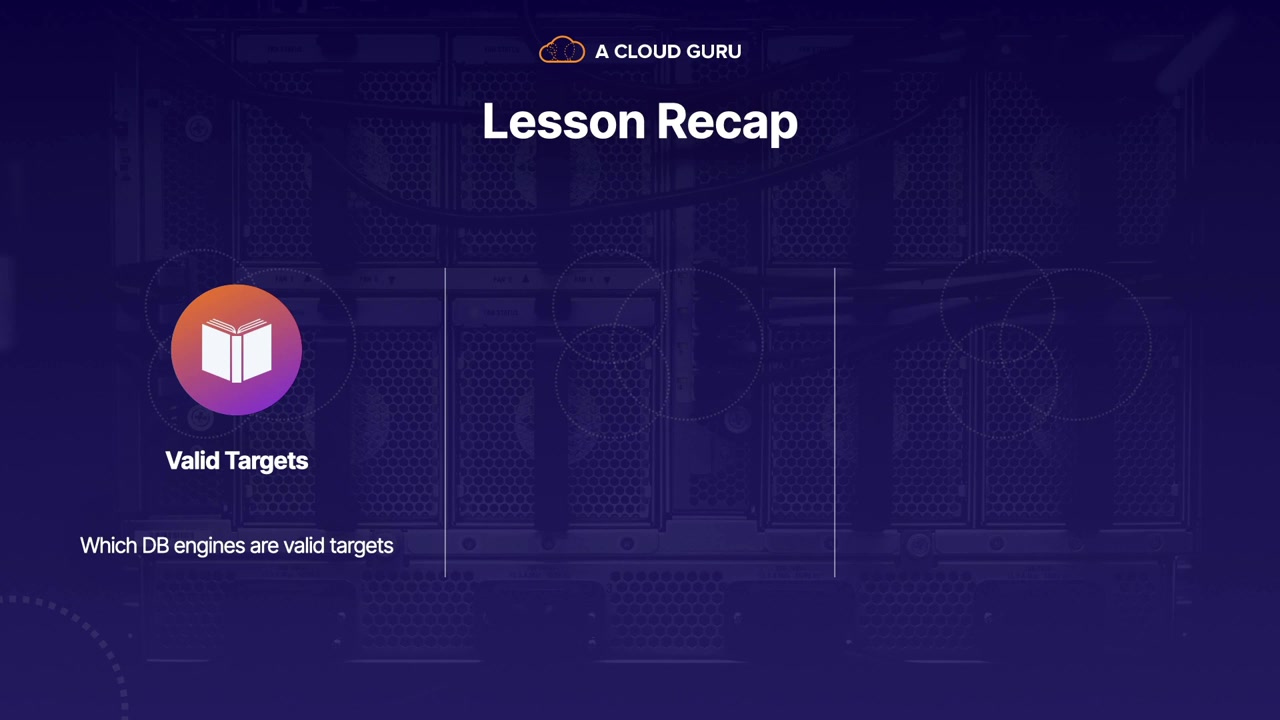 A CLOUD GURU
Lesson Recap
Valid Targets
Which DB engines are valid targets